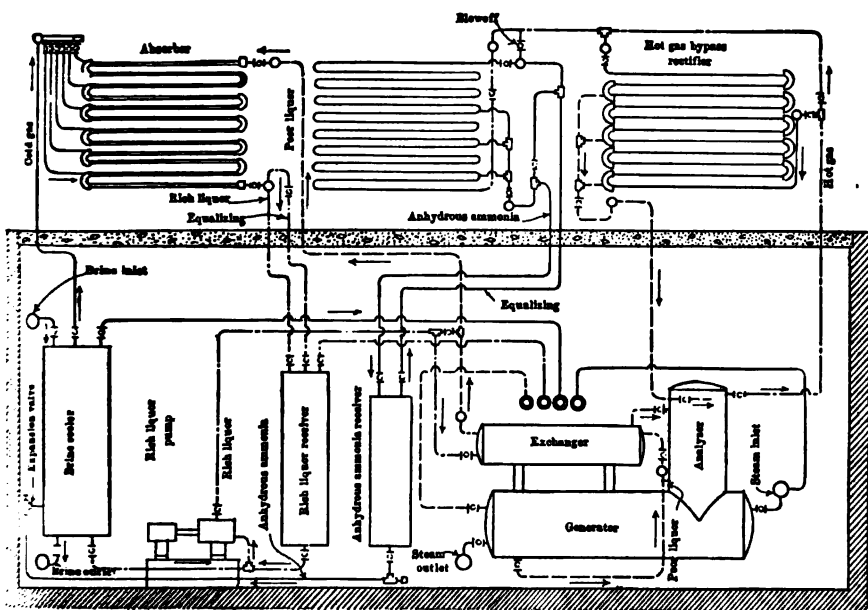 Blowoff
Absorber
Hot gas bypass
rectifier
Cold gas
Poor liquor
Hot gas
Rich liquor
Equalizing
Anhydrous ammonia
Brine inlet
Equalizing
Expansion valve
Brine cooler
Rich liquor
pump
Rich liquor
Anhydrous ammonia
Rich liquor receiver
Anhydrous ammonia receiver
Exchanger
Analyzer
Steam inlet
Generator
Steam
outlet
Poor liquor
Brine outlet